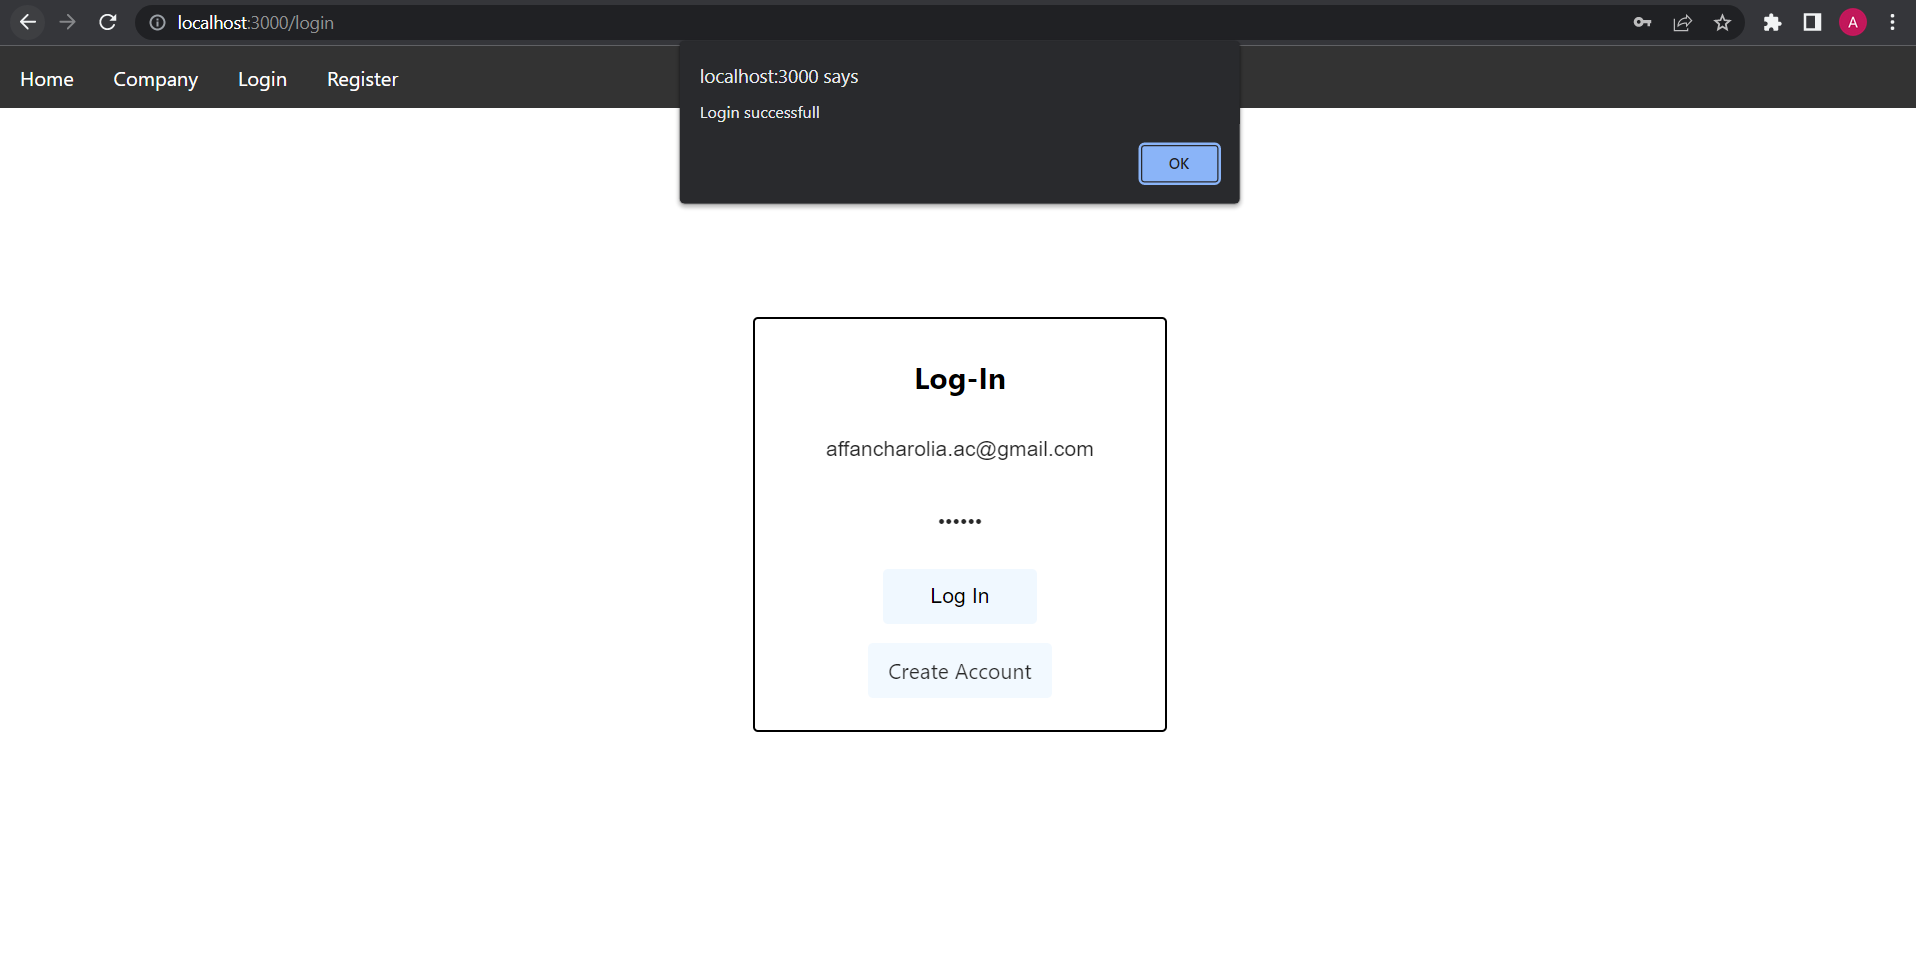 localhost:3000/login
A
Home Company Login Register
localhost:3000 says
Login successfull
OK
Log-In
affancharolia.ac@gmail.com
••••••
Log In
Create Account